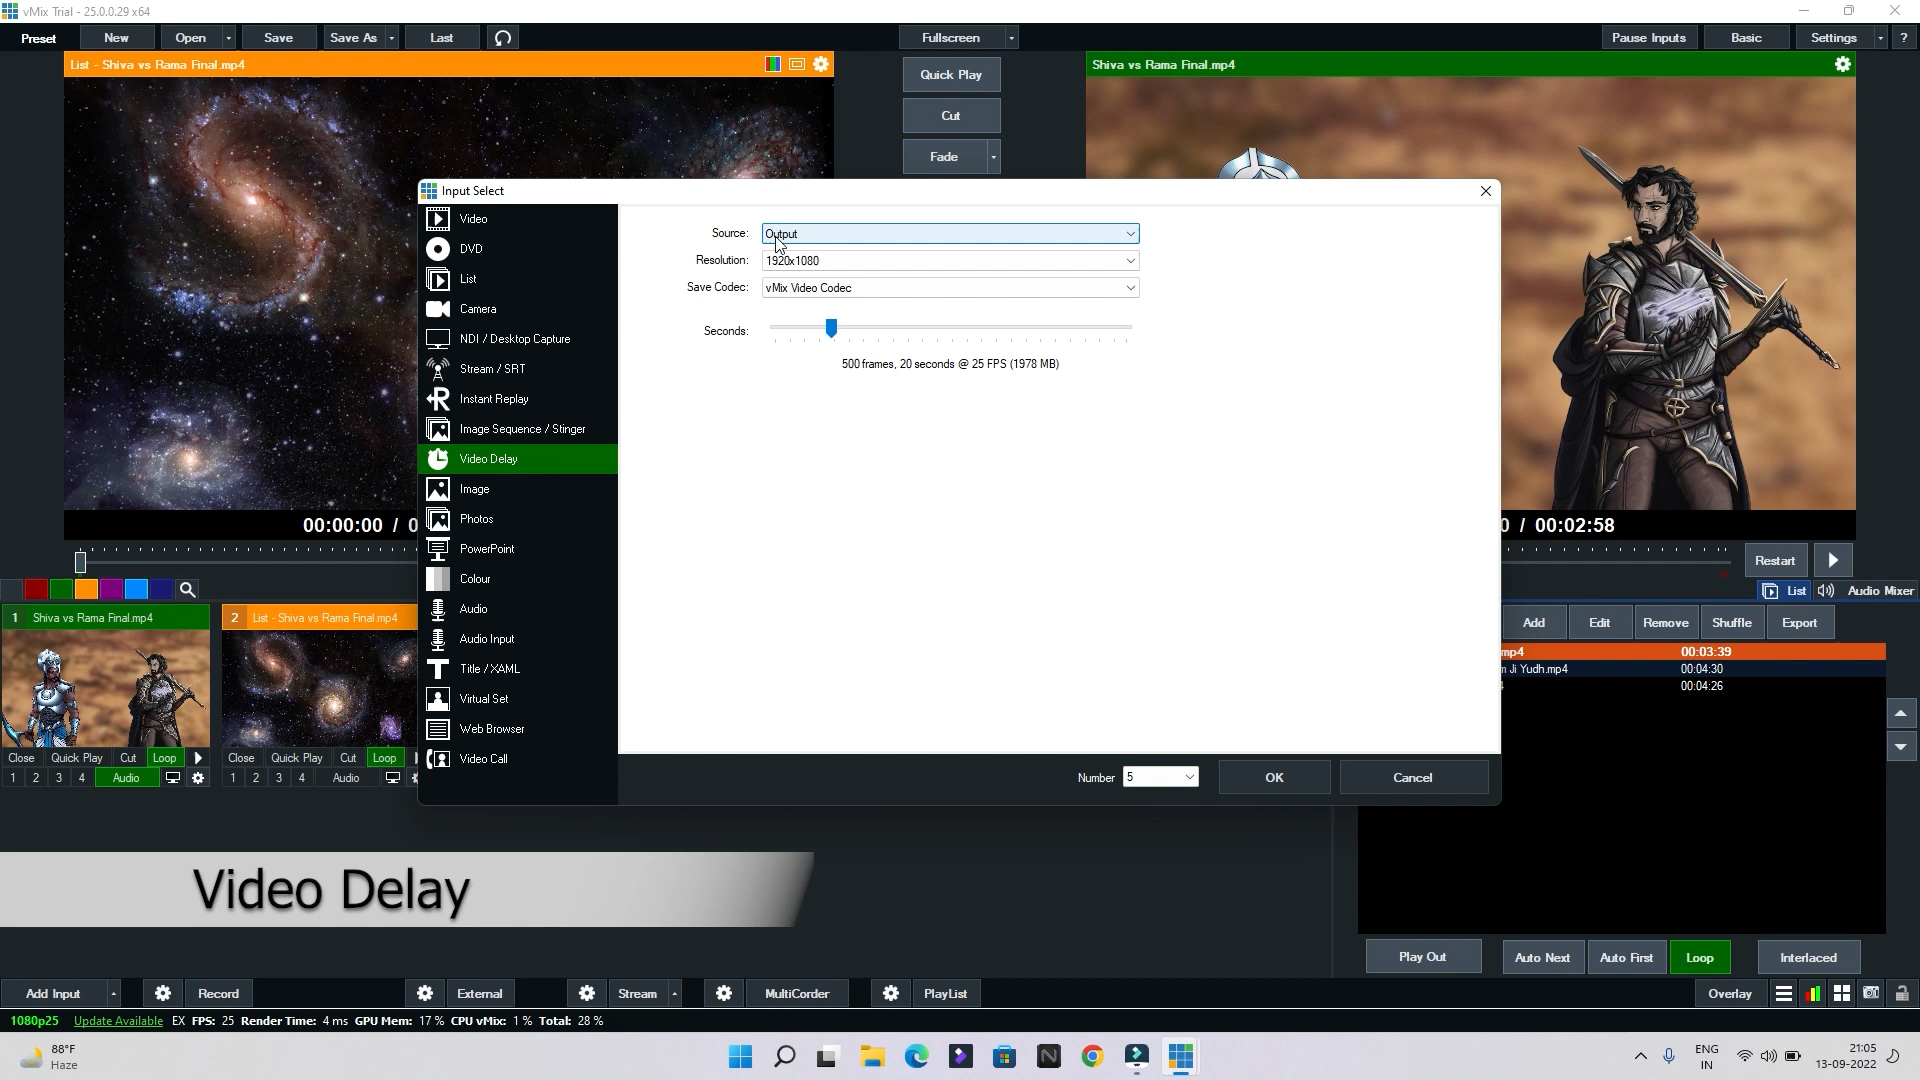 vMix Trial - 25.0.0.29 x64
Preset New Open Save Save As Last Fullscreen Pause Inputs Basic Settings ?
List - Shiva vs Rama Final.mp4
Quick Play
Cut
Fade
Shiva vs Rama Final.mp4
Input Select
Video
DVD
List
Camera
NDI / Desktop Capture
Stream / SRT
Instant Replay
Image Sequence / Stinger
Video Delay
Image
Photos
PowerPoint
Colour
Audio
Audio Input
Title / XAML
Virtual Set
Web Browser
Video Call
Source: Output
Resolution: 1920x1080
Save Codec: vMix Video Codec
Seconds:
500 frames, 20 seconds @ 25 FPS (1978 MB)
Number 5 OK Cancel
00:00:00 / 0
0 / 00:02:58
Restart
List Audio Mixer
1 Shiva vs Rama Final.mp4
Close Quick Play Cut Loop
1 2 3 4 Audio
2 List - Shiva vs Rama Final.mp4
Close Quick Play Cut Loop
1 2 3 4 Audio
Add Edit Remove Shuffle Export
mp4 00:03:39
Ji Yudh.mp4 00:04:30
00:04:26
Video Delay
Play Out Auto Next Auto First Loop Interlaced
Add Input Record External Stream MultiCorder PlayList Overlay
1080p25 Update Available EX FPS: 25 Render Time: 4 ms GPU Mem: 17 % CPU vMix: 1 % Total: 28 %
88°F
Haze
ENG
IN
21:05
13-09-2022